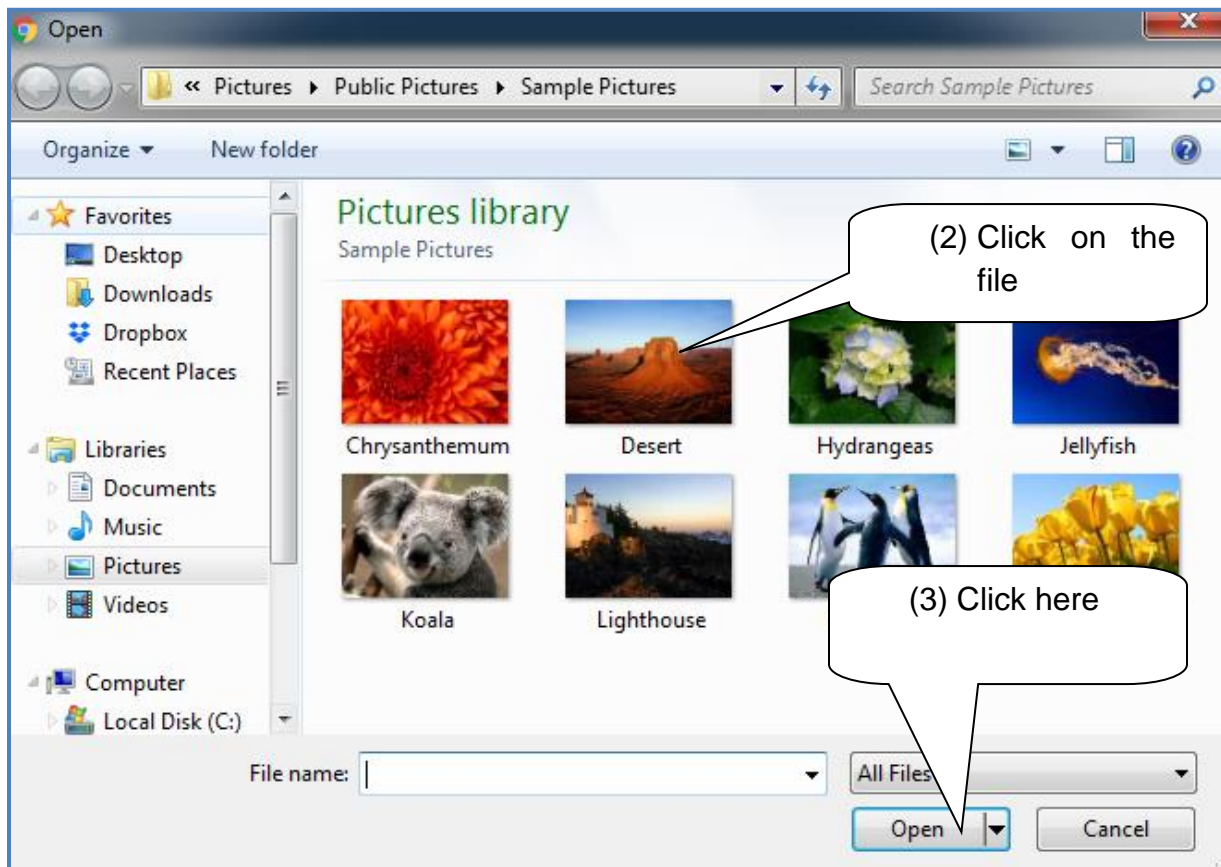 Open
« Pictures ▸ Public Pictures ▸ Sample Pictures
Search Sample Pictures
Organize ▾ New folder
Favorites
Desktop
Downloads
Dropbox
Recent Places
Libraries
Documents
Music
Pictures
Videos
Computer
Local Disk (C:)
Pictures library
Sample Pictures
(2) Click on the
file
Chrysanthemum Desert Hydrangeas Jellyfish
Koala Lighthouse
(3) Click here
File name:
All Files
Open Cancel